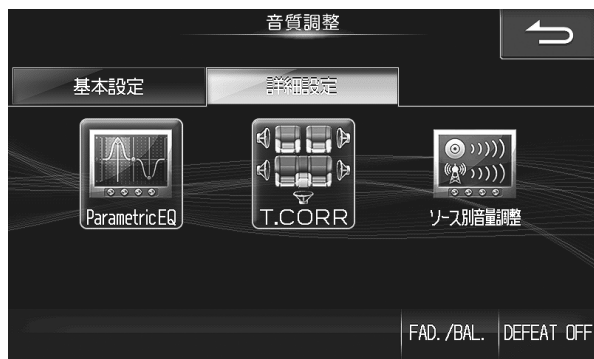 音質調整
基本設定
詳細設定
ParametricEQ
T.CORR
ソース別音量調整
FAD./BAL.
DEFEAT OFF